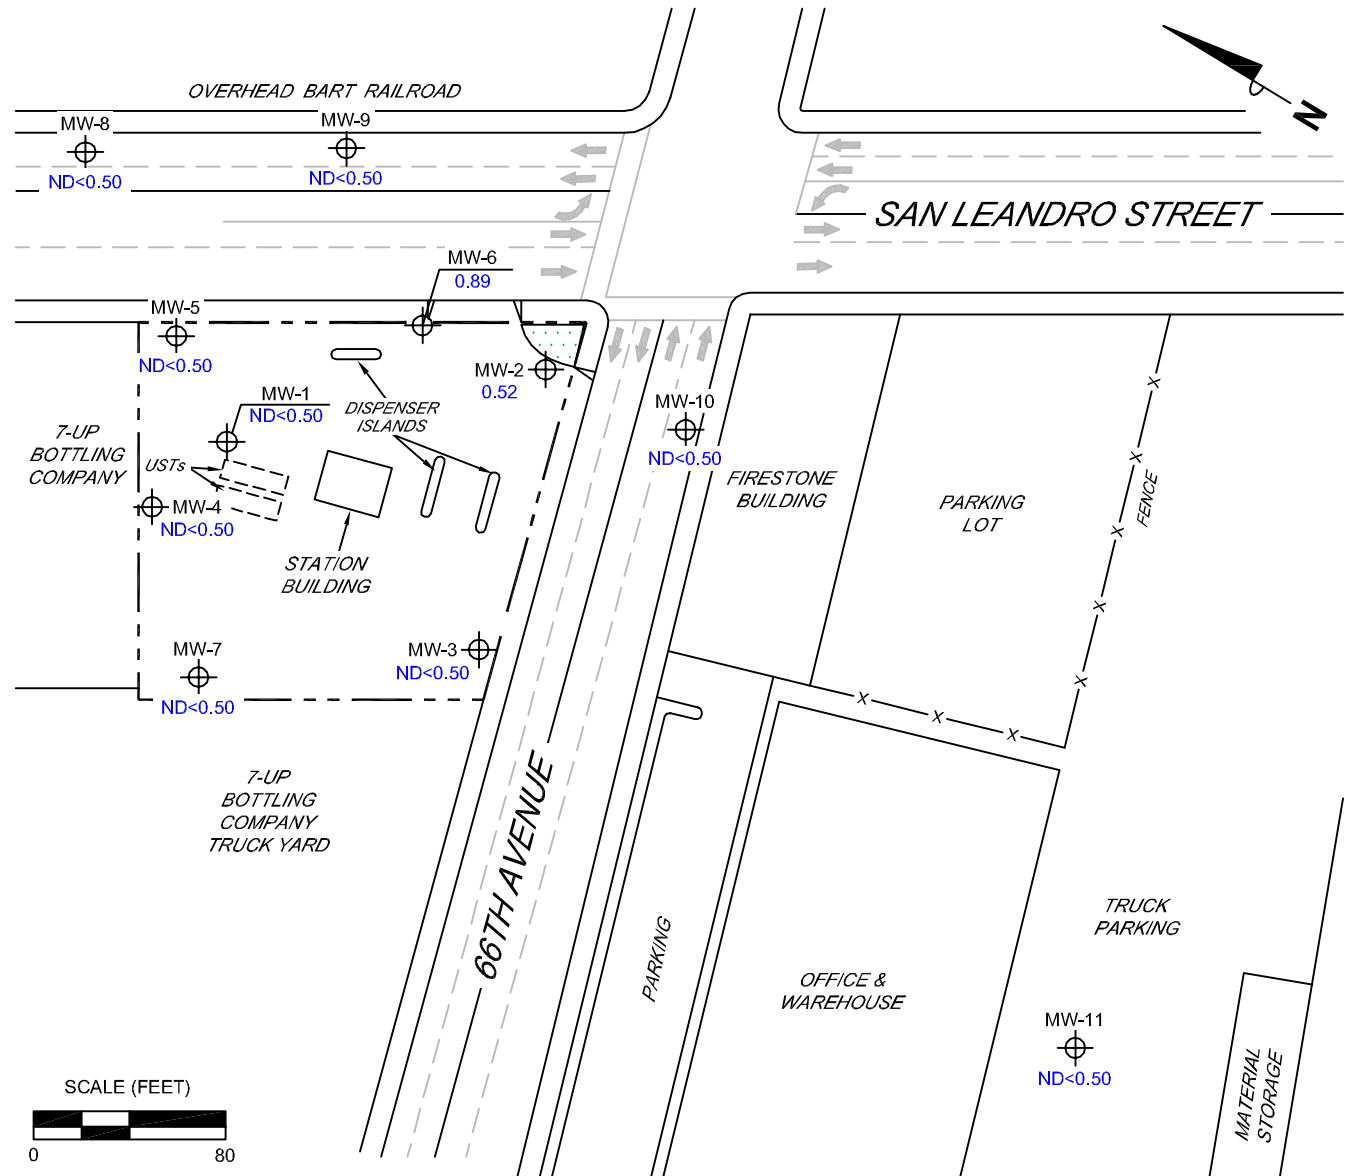 OVERHEAD BART RAILROAD
MW-8
ND<0.50
MW-9
ND<0.50
N
SAN LEANDRO STREET
MW-6
0.89
MW-5
ND<0.50
MW-2
0.52
MW-1
ND<0.50
DISPENSER
ISLANDS
MW-10
ND<0.50
7-UP
BOTTLING
COMPANY
USTs
MW-4
ND<0.50
STATION
BUILDING
FIRESTONE
BUILDING
PARKING
LOT
X
X
X
FENCE
X
X
X
X
X
MW-7
ND<0.50
MW-3
ND<0.50
7-UP
BOTTLING
COMPANY
TRUCK YARD
66TH AVENUE
PARKING
OFFICE &
WAREHOUSE
TRUCK
PARKING
MW-11
ND<0.50
MATERIAL
STORAGE
SCALE (FEET)
0 80